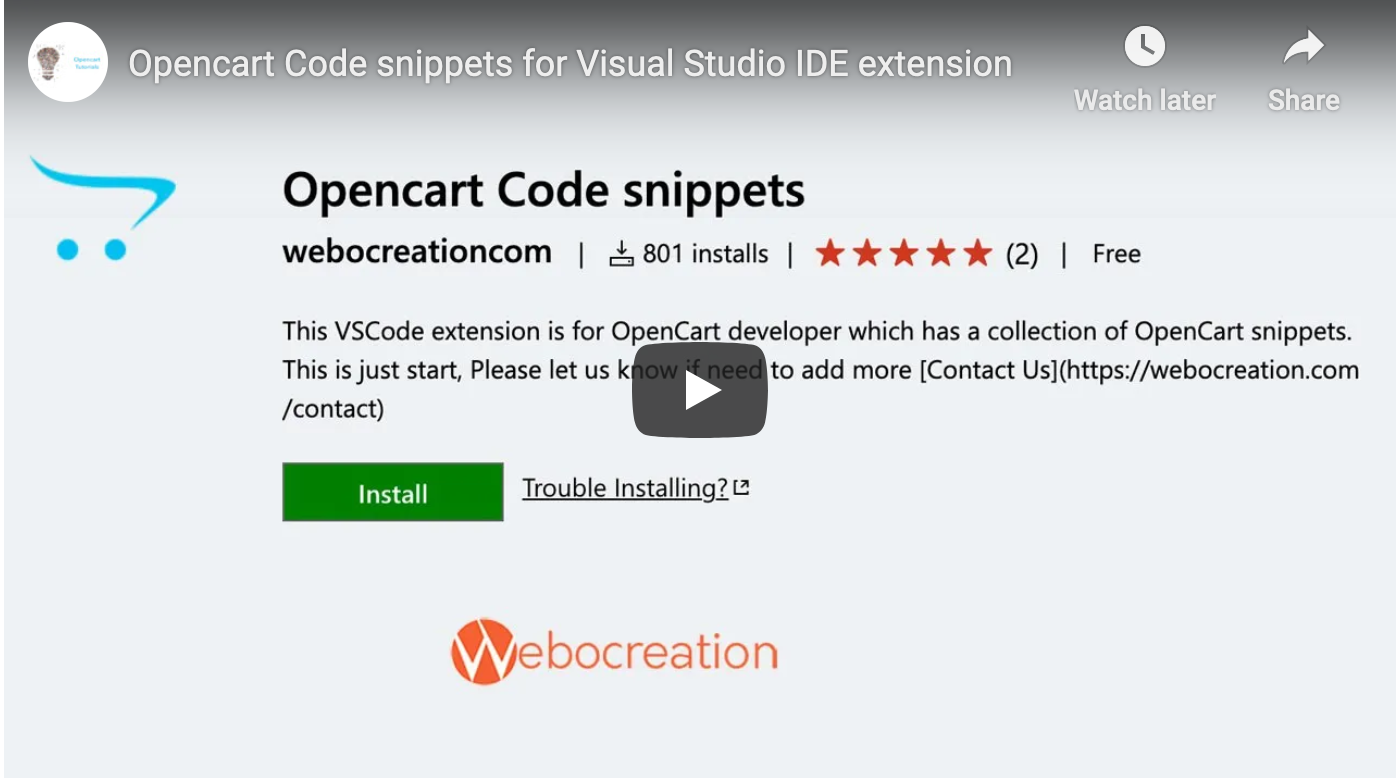 Opencart Tutorials
Opencart Code snippets for Visual Studio IDE extension
Watch later
Share
Opencart Code snippets
webocreationcom | 801 installs | ★★★★★ (2) | Free
This VSCode extension is for OpenCart developer which has a collection of OpenCart snippets.
This is just start, Please let us know if need to add more [Contact Us](https://webocreation.com
/contact)
Install
Trouble Installing?
Webocreation